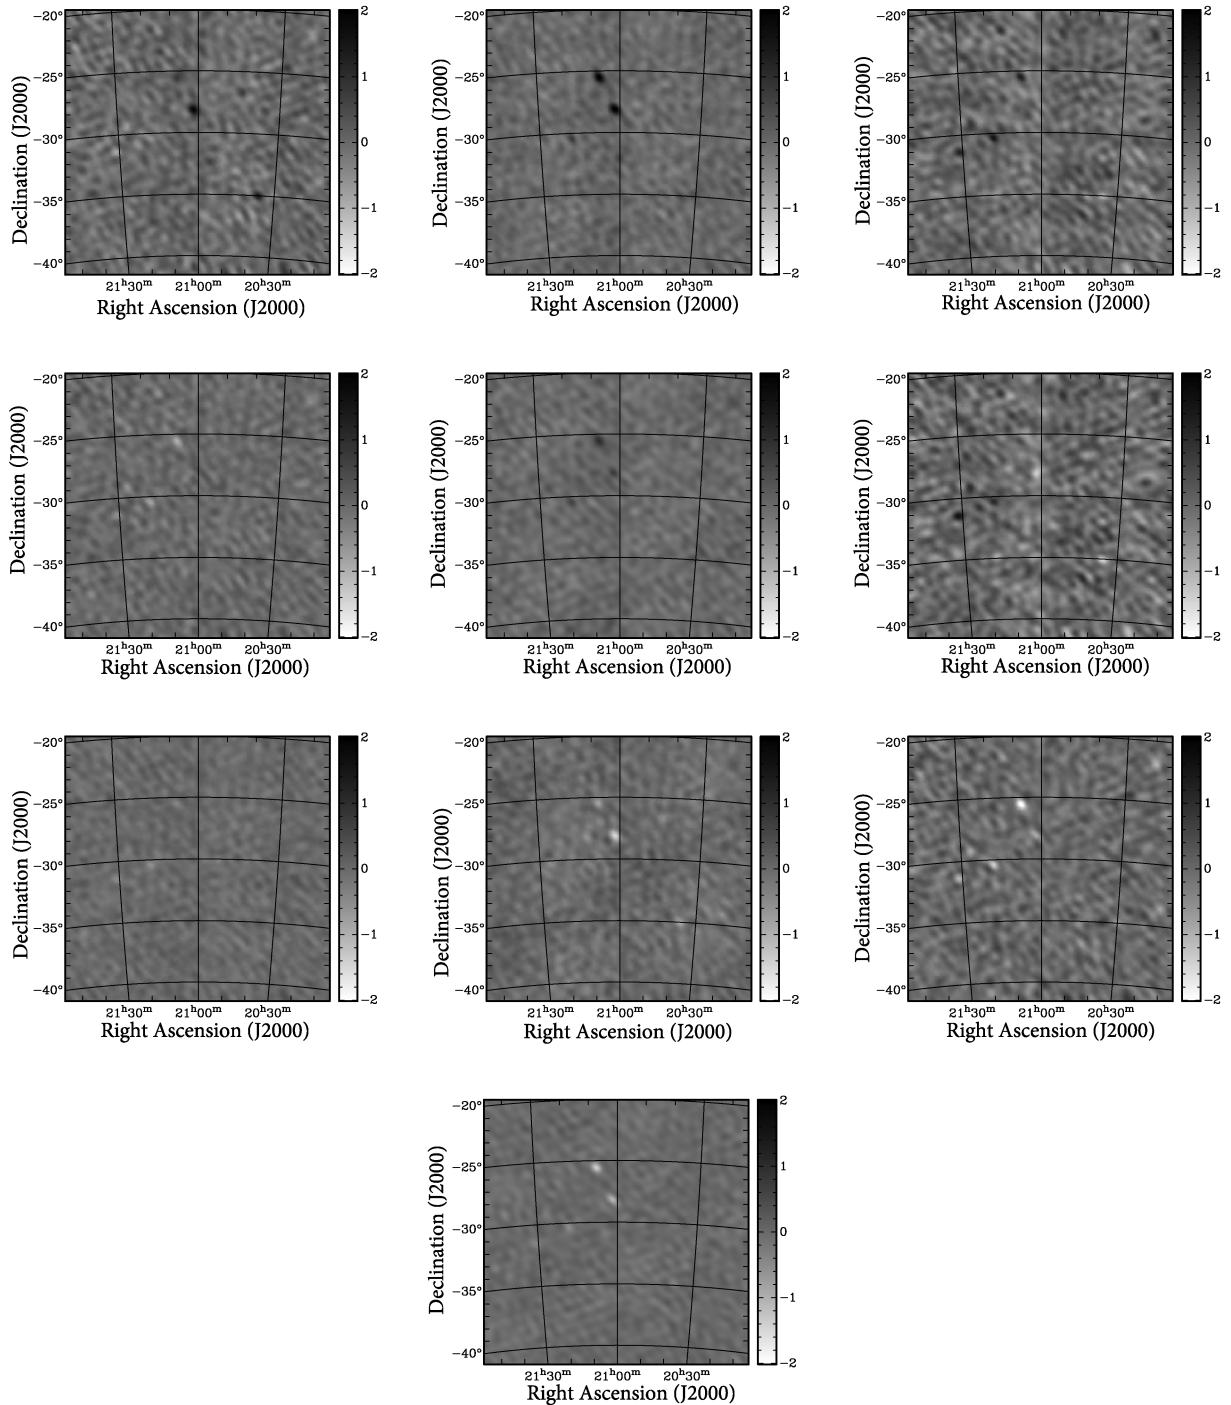 −20° 2 −20° 2 −20° 2
−25° 1 −25° 1 −25° 1
−30° 0 −30° 0 −30° 0
−35° −1 −35° −1 −35° −1
−40° −2 −40° −2 −40° −2
Declination (J2000) Declination (J2000) Declination (J2000)
21ʰ30ᵐ 21ʰ00ᵐ 20ʰ30ᵐ 21ʰ30ᵐ 21ʰ00ᵐ 20ʰ30ᵐ 21ʰ30ᵐ 21ʰ00ᵐ 20ʰ30ᵐ
Right Ascension (J2000) Right Ascension (J2000) Right Ascension (J2000)
−20° 2 −20° 2 −20° 2
−25° 1 −25° 1 −25° 1
−30° 0 −30° 0 −30° 0
−35° −1 −35° −1 −35° −1
−40° −2 −40° −2 −40° −2
Declination (J2000) Declination (J2000) Declination (J2000)
21ʰ30ᵐ 21ʰ00ᵐ 20ʰ30ᵐ 21ʰ30ᵐ 21ʰ00ᵐ 20ʰ30ᵐ 21ʰ30ᵐ 21ʰ00ᵐ 20ʰ30ᵐ
Right Ascension (J2000) Right Ascension (J2000) Right Ascension (J2000)
−20° 2 −20° 2 −20° 2
−25° 1 −25° 1 −25° 1
−30° 0 −30° 0 −30° 0
−35° −1 −35° −1 −35° −1
−40° −2 −40° −2 −40° −2
Declination (J2000) Declination (J2000) Declination (J2000)
21ʰ30ᵐ 21ʰ00ᵐ 20ʰ30ᵐ 21ʰ30ᵐ 21ʰ00ᵐ 20ʰ30ᵐ 21ʰ30ᵐ 21ʰ00ᵐ 20ʰ30ᵐ
Right Ascension (J2000) Right Ascension (J2000) Right Ascension (J2000)
−20° 2
−25° 1
−30° 0
−35° −1
−40° −2
Declination (J2000)
21ʰ30ᵐ 21ʰ00ᵐ 20ʰ30ᵐ
Right Ascension (J2000)